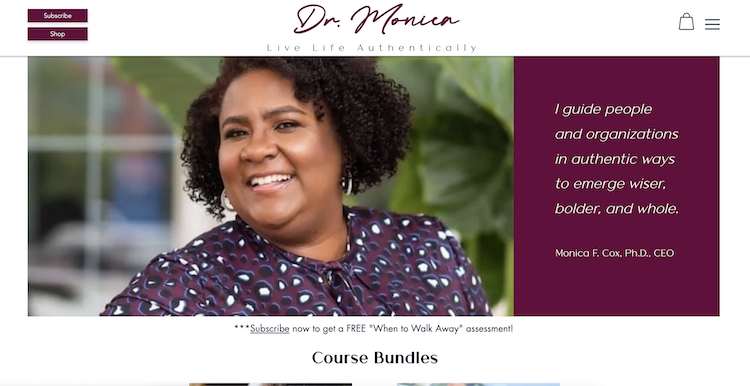 Subscribe
Shop
Dr. Monica
Live Life Authentically
I guide people
and organizations
in authentic ways
to emerge wiser,
bolder, and whole.
Monica F. Cox, Ph.D., CEO
***Subscribe now to get a FREE "When to Walk Away" assessment!
Course Bundles